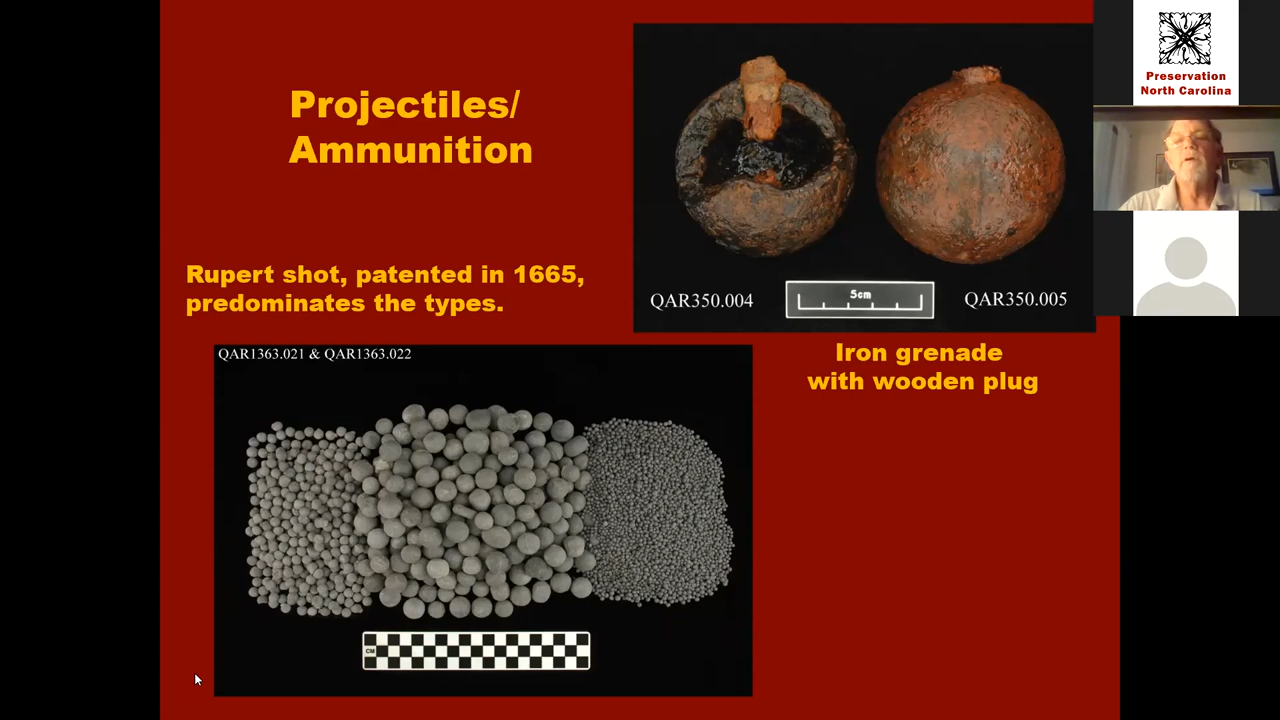 Projectiles/
Ammunition
Rupert shot, patented in 1665,
predominates the types.
QAR350.004
5cm
QAR350.005
Iron grenade
with wooden plug
QAR1363.021 & QAR1363.022
CM
Preservation
North Carolina